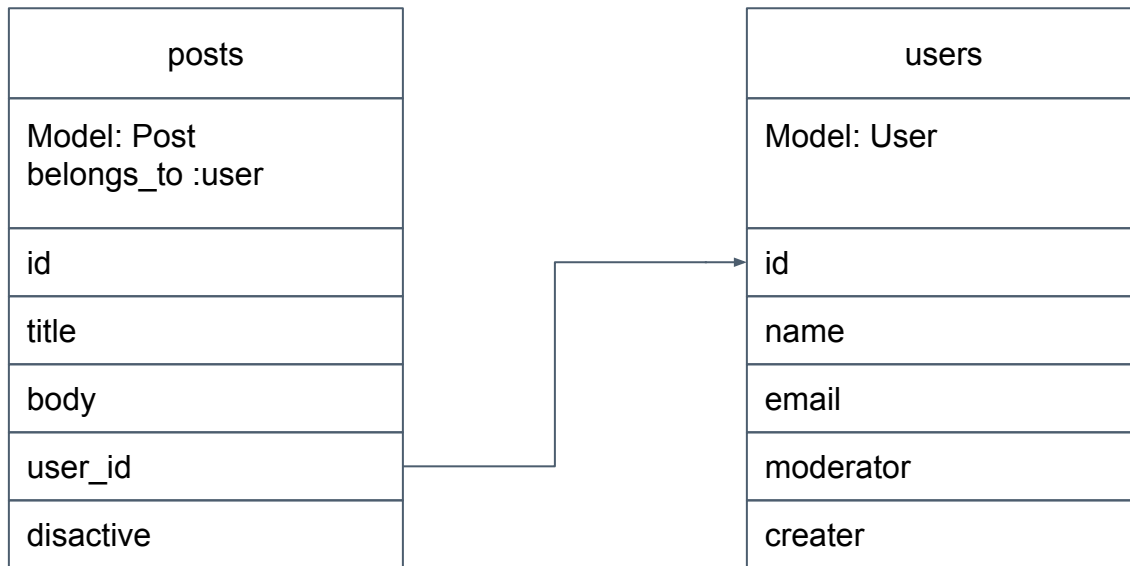 posts
Model: Post
belongs_to :user
id
title
body
user_id
disactive
users
Model: User
id
name
email
moderator
creater